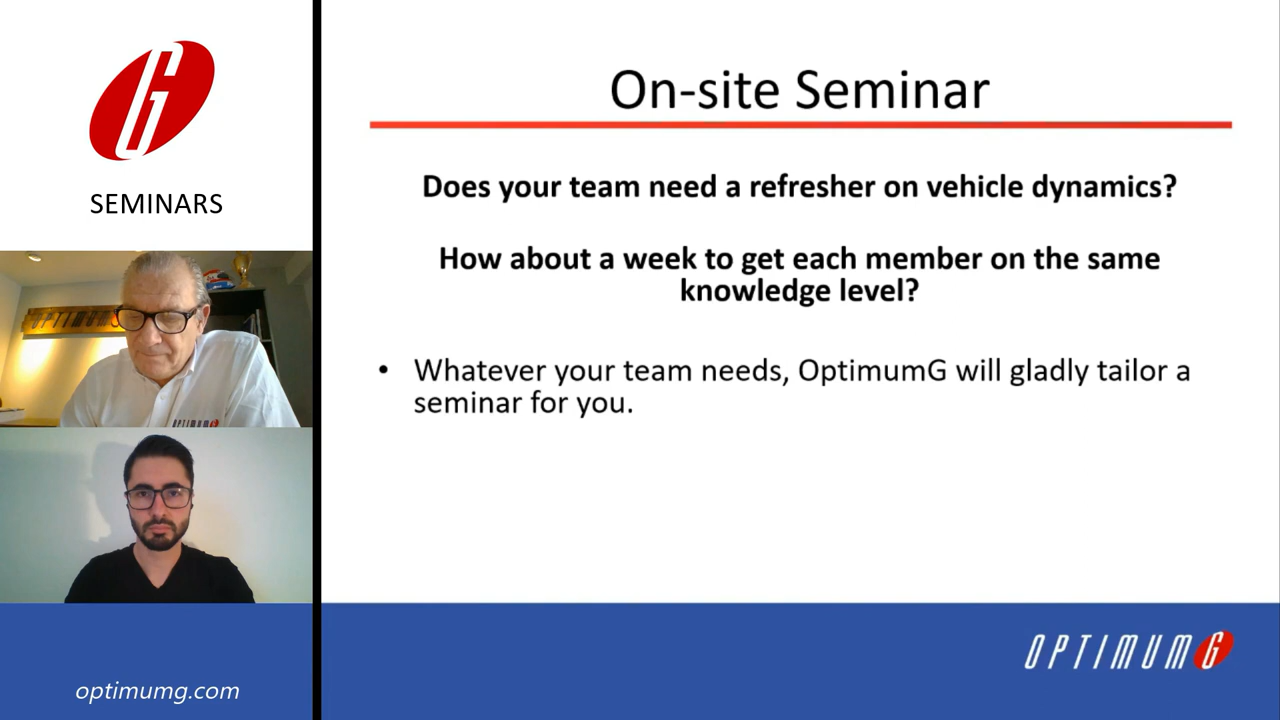 SEMINARS
OPTIMUMG
OPTIMUMG
optimumg.com
On-site Seminar
Does your team need a refresher on vehicle dynamics?
How about a week to get each member on the same
knowledge level?
• Whatever your team needs, OptimumG will gladly tailor a
seminar for you.
OPTIMUMG